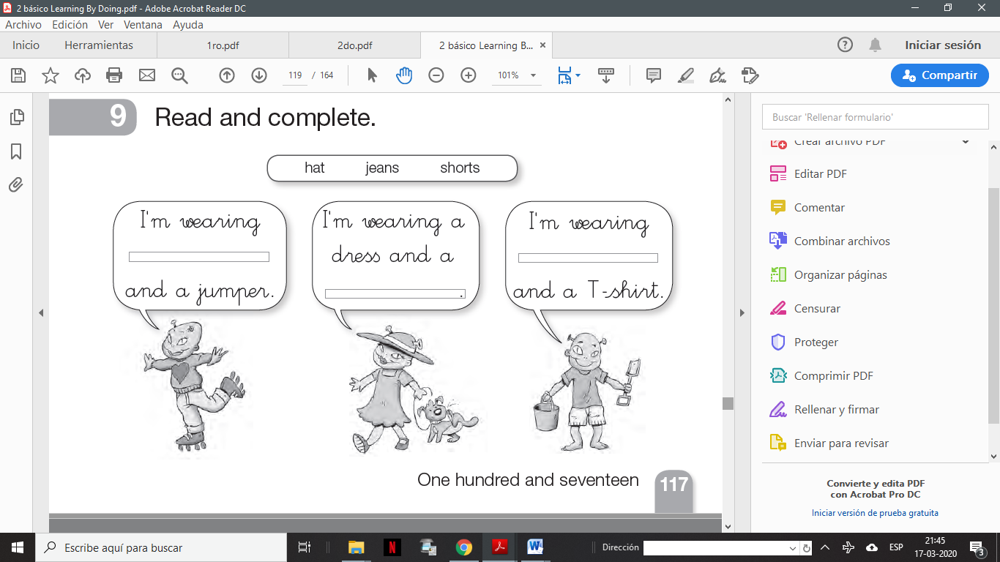 2 básico Learning By Doing.pdf - Adobe Acrobat Reader DC
Archivo Edición Ver Ventana Ayuda
Inicio Herramientas 1ro.pdf 2do.pdf 2 básico Learning B... Iniciar sesión
119 / 164 101% Compartir
9 Read and complete.
hat jeans shorts
I'm wearing
and a jumper.
I'm wearing a
dress and a
.
I'm wearing
and a T-shirt.
One hundred and seventeen 117
Buscar 'Rellenar formulario'
Crear archivo PDF
Editar PDF
Comentar
Combinar archivos
Organizar páginas
Censurar
Proteger
Comprimir PDF
Rellenar y firmar
Enviar para revisar
Convierte y edita PDF
con Acrobat Pro DC
Iniciar versión de prueba gratuita
Escribe aquí para buscar
Dirección
ESP
21:45
17-03-2020
3